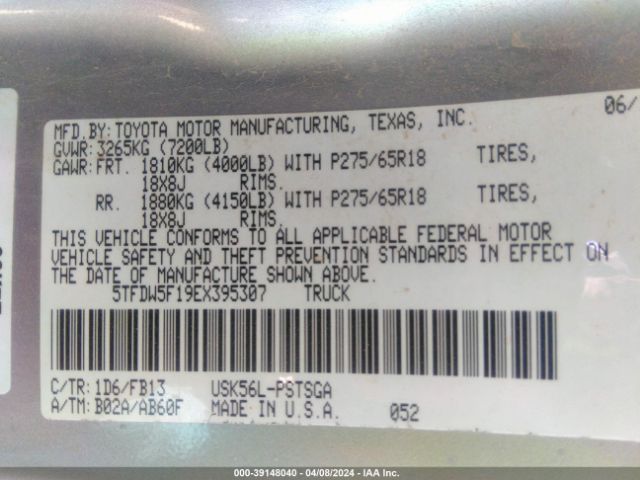 06/
MFD.BY: TOYOTA MOTOR MANUFACTURING, TEXAS, INC.
GVWR: 3265KG (7200LB)
GAWR: FRT. 1810KG (4000LB) WITH P275/65R18 TIRES,
18X8J RIMS.
RR. 1880KG (4150LB) WITH P275/65R18 TIRES,
18X8J RIMS.
THIS VEHICLE CONFORMS TO ALL APPLICABLE FEDERAL MOTOR
VEHICLE SAFETY AND THEFT PREVENTION STANDARDS IN EFFECT ON
THE DATE OF MANUFACTURE SHOWN ABOVE.
5TFDW5F19EX395307 TRUCK
C/TR: 1D6/FB13 USK56L-PSTSGA
A/TM: B02A/AB60F MADE IN U.S.A. 052
000-39148040 - 04/08/2024 - IAA Inc.